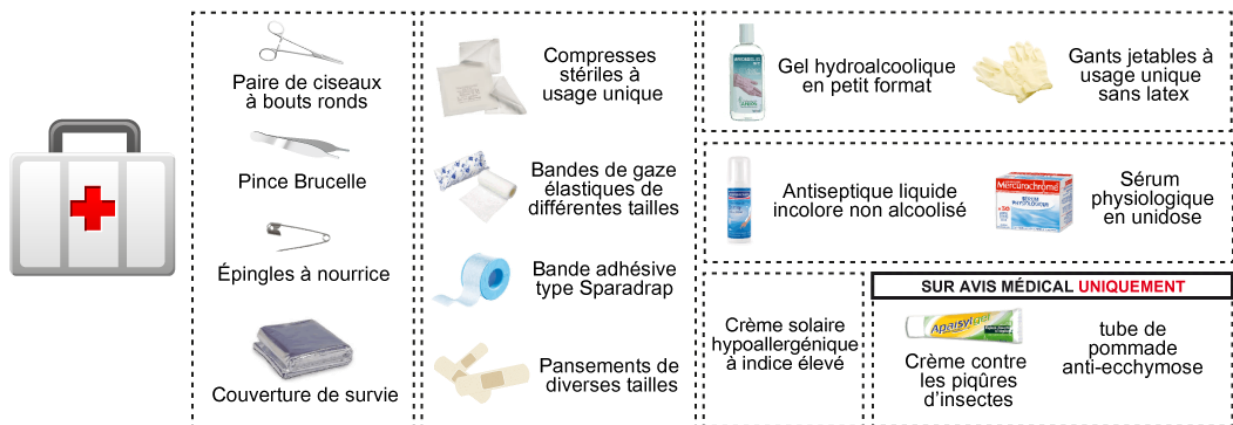 Paire de ciseaux
à bouts ronds
Pince Brucelle
Épingles à nourrice
Couverture de survie
Compresses
stériles à
usage unique
Bandes de gaze
élastiques de
différentes tailles
Bande adhésive
type Sparadrap
Pansements de
diverses tailles
Gel hydroalcoolique
en petit format
Gants jetables à
usage unique
sans latex
Antiseptique liquide
incolore non alcoolisé
Mercurochrome
SÉRUM
PHYSIOLOGIQUE
Sérum
physiologique
en unidose
Crème solaire
hypoallergénique
à indice élevé
SUR AVIS MÉDICAL UNIQUEMENT
Apaisylgel
Crème contre
les piqûres
d'insectes
tube de
pommade
anti-ecchymose